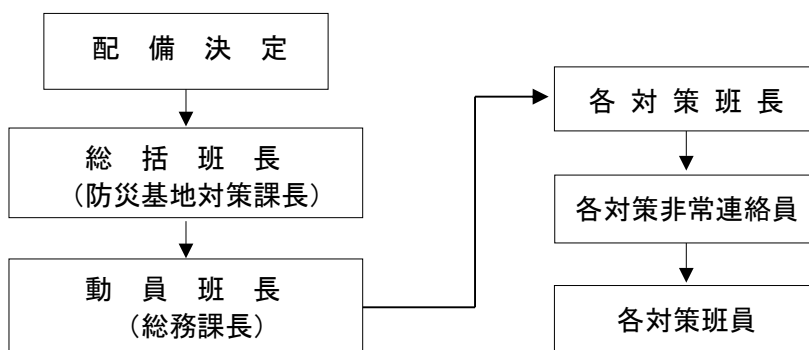 配備決定
総括班長
（防災基地対策課長）
動員班長
（総務課長）
各対策班長
各対策非常連絡員
各対策班員